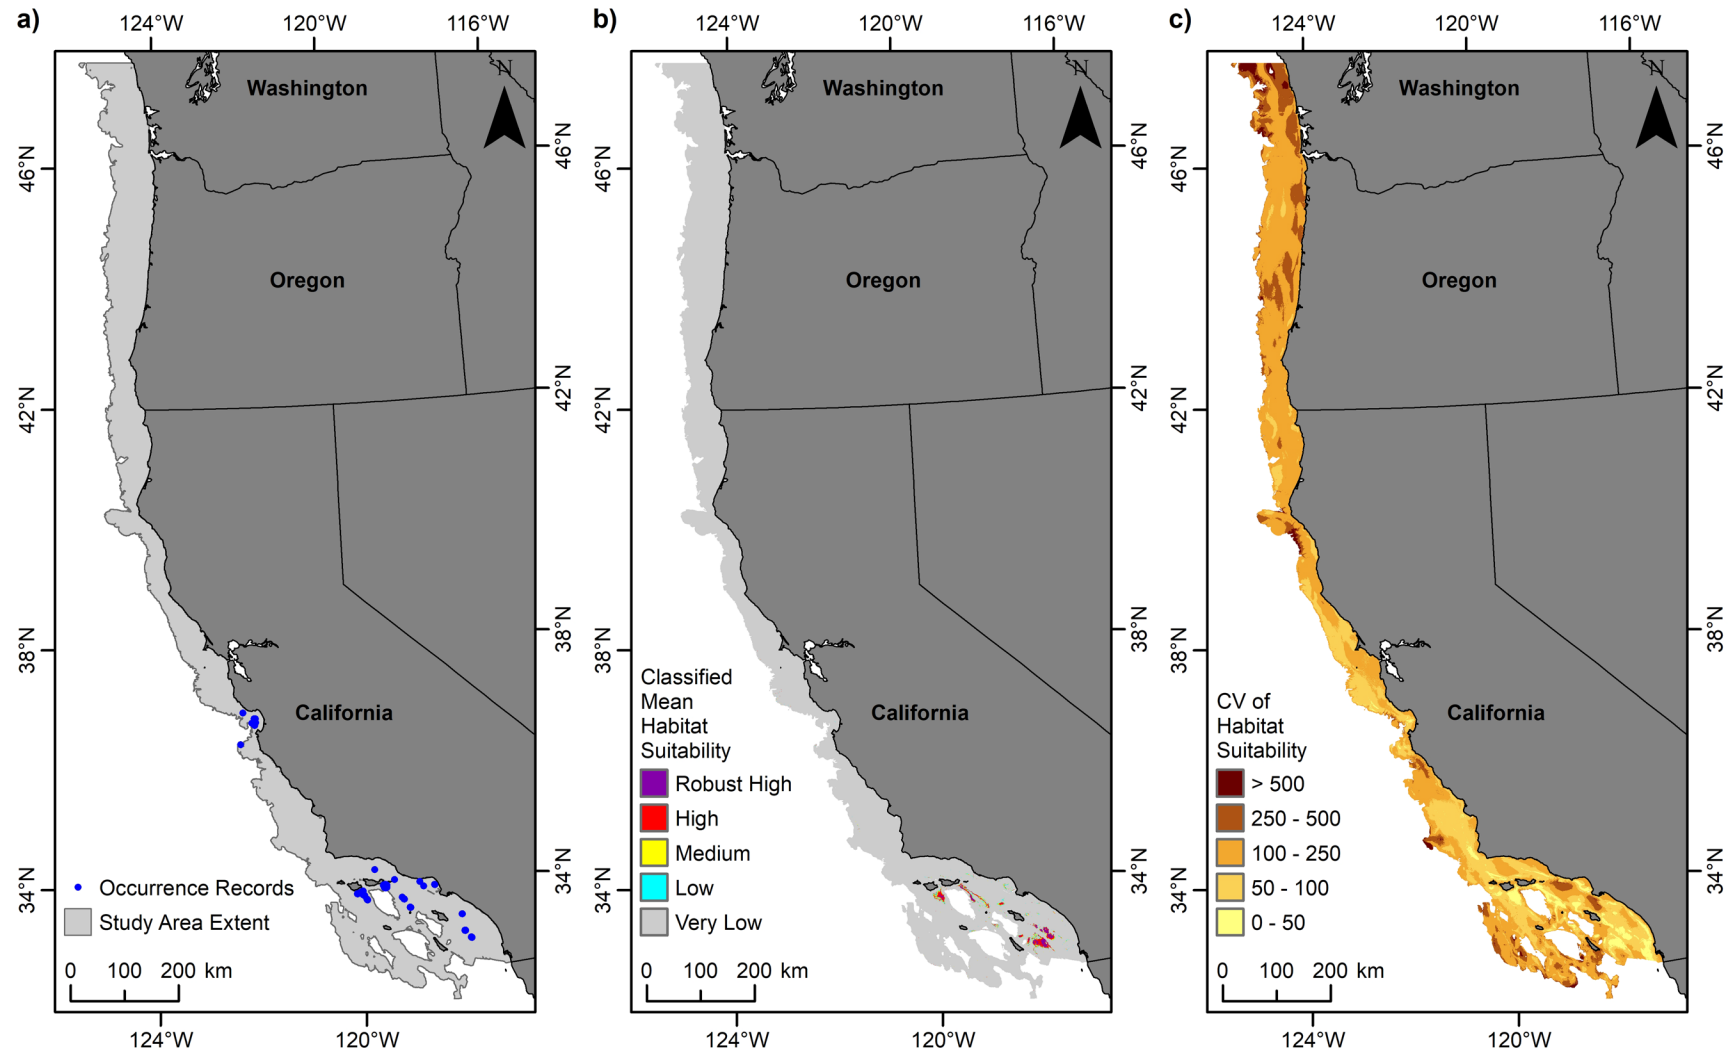 a)
124°W 120°W 116°W
N
Washington
Oregon
California
46°N
42°N
38°N
34°N
46°N
42°N
38°N
34°N
Occurrence Records
Study Area Extent
0 100 200 km
124°W 120°W
b)
124°W 120°W 116°W
N
Washington
Oregon
California
46°N
42°N
38°N
34°N
46°N
42°N
38°N
34°N
Classified
Mean
Habitat
Suitability
Robust High
High
Medium
Low
Very Low
0 100 200 km
124°W 120°W
c)
124°W 120°W 116°W
N
Washington
Oregon
California
46°N
42°N
38°N
34°N
46°N
42°N
38°N
34°N
CV of
Habitat
Suitability
> 500
250 - 500
100 - 250
50 - 100
0 - 50
0 100 200 km
124°W 120°W